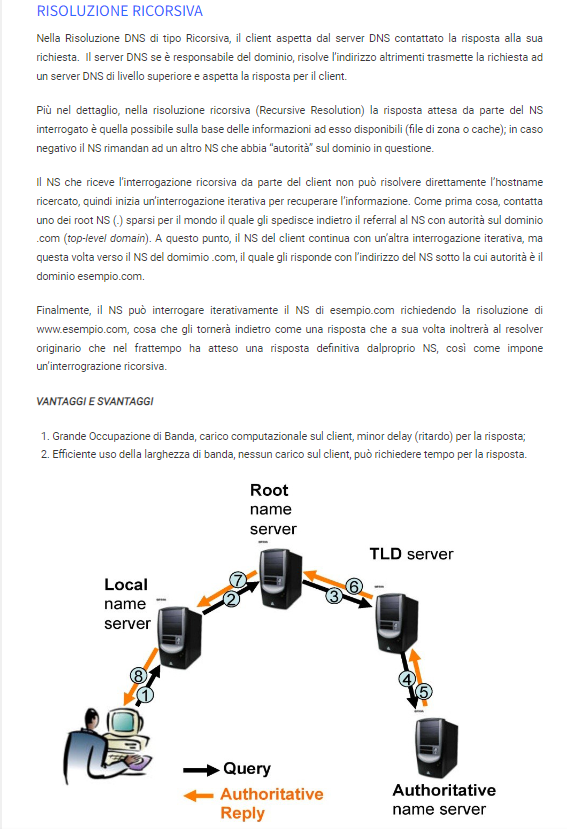 RISOLUZIONE RICORSIVA
Nella Risoluzione DNS di tipo Ricorsiva, il client aspetta dal server DNS contattato la risposta alla sua
richiesta. Il server DNS se è responsabile del dominio, risolve l'indirizzo altrimenti trasmette la richiesta ad
un server DNS di livello superiore e aspetta la risposta per il client.
Più nel dettaglio, nella risoluzione ricorsiva (Recursive Resolution) la risposta attesa da parte del NS
interrogato è quella possibile sulla base delle informazioni ad esso disponibili (file di zona o cache); in caso
negativo il NS rimandan ad un altro NS che abbia "autorità" sul dominio in questione.
Il NS che riceve l'interrogazione ricorsiva da parte del client non può risolvere direttamente l'hostname
ricercato, quindi inizia un'interrogazione iterativa per recuperare l'informazione. Come prima cosa, contatta
uno dei root NS (.) sparsi per il mondo il quale gli spedisce indietro il referral al NS con autorità sul dominio
.com (top-level domain). A questo punto, il NS del client continua con un'altra interrogazione iterativa, ma
questa volta verso il NS del domimio .com, il quale gli risponde con l'indirizzo del NS sotto la cui autorità è il
dominio esempio.com.
Finalmente, il NS può interrogare iterativamente il NS di esempio.com richiedendo la risoluzione di
www.esempio.com, cosa che gli tornerà indietro come una risposta che a sua volta inoltrerà al resolver
originario che nel frattempo ha atteso una risposta definitiva dalproprio NS, così come impone
un'interrograzione ricorsiva.
VANTAGGI E SVANTAGGI
1. Grande Occupazione di Banda, carico computazionale sul client, minor delay (ritardo) per la risposta;
2. Efficiente uso della larghezza di banda, nessun carico sul client, può richiedere tempo per la risposta.
Root
name
server
TLD server
Local
name
server
7
2
6
3
8
1
4
5
Query
Authoritative
Reply
Authoritative
name server